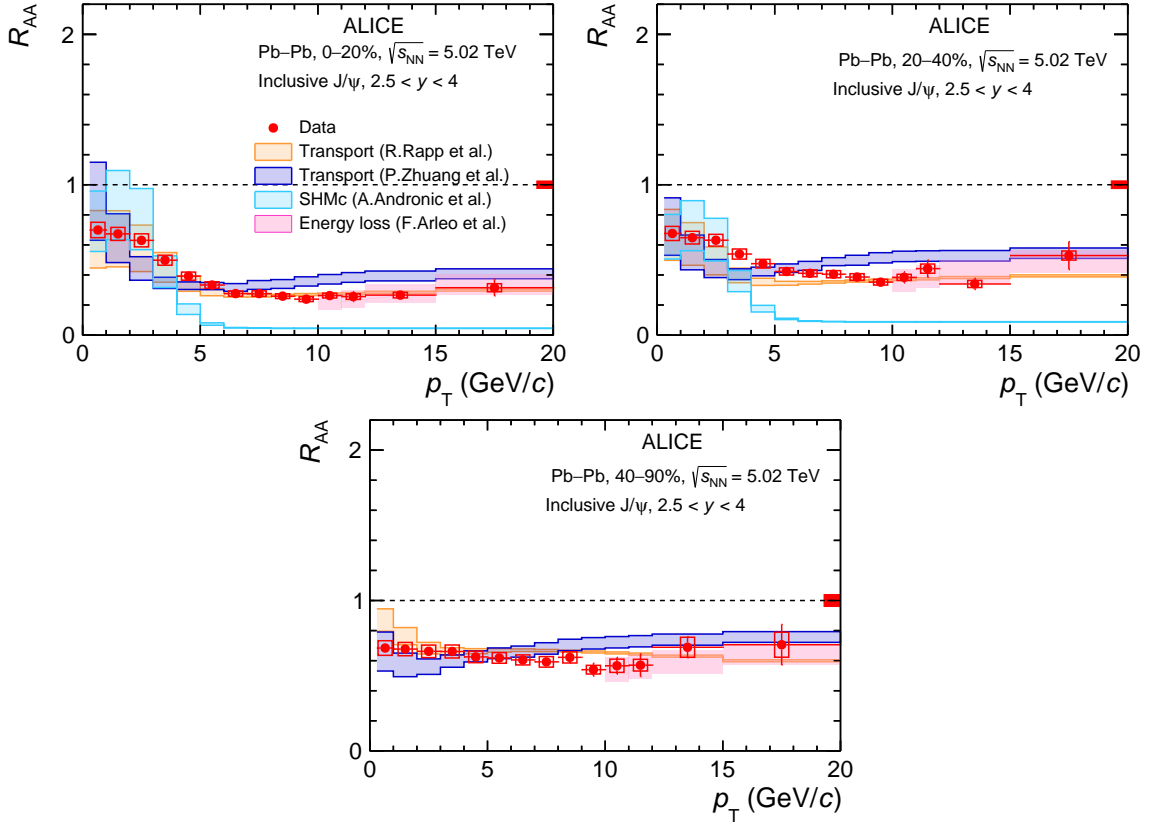 R_AA
2
ALICE
Pb–Pb, 0–20%, √s_NN = 5.02 TeV
Inclusive J/ψ, 2.5 < y < 4
Data
Transport (R.Rapp et al.)
Transport (P.Zhuang et al.)
1
SHMc (A.Andronic et al.)
Energy loss (F.Arleo et al.)
0
0 5 10 15 20
p_T (GeV/c)
R_AA
2
ALICE
Pb–Pb, 20–40%, √s_NN = 5.02 TeV
Inclusive J/ψ, 2.5 < y < 4
1
0
0 5 10 15 20
p_T (GeV/c)
R_AA
2
ALICE
Pb–Pb, 40–90%, √s_NN = 5.02 TeV
Inclusive J/ψ, 2.5 < y < 4
1
0
0 5 10 15 20
p_T (GeV/c)